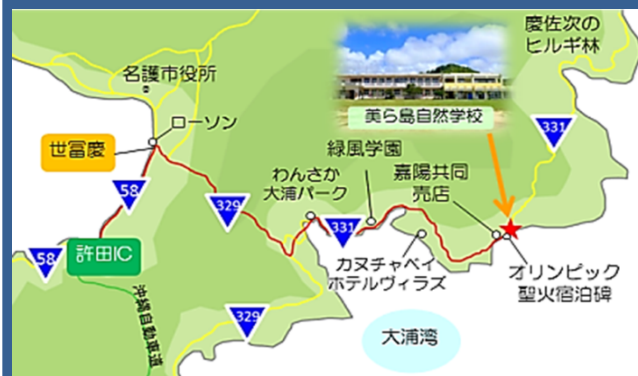 慶佐次の
ヒルギ林
名護市役所
ローソン
世冨慶
美ら島自然学校
331
緑風学園
嘉陽共同
売店
わんさか
大浦パーク
58
329
331
58
許田IC
カヌチャベイ
ホテルヴィラズ
オリンピック
聖火宿泊碑
沖縄自動車道
329
大浦湾